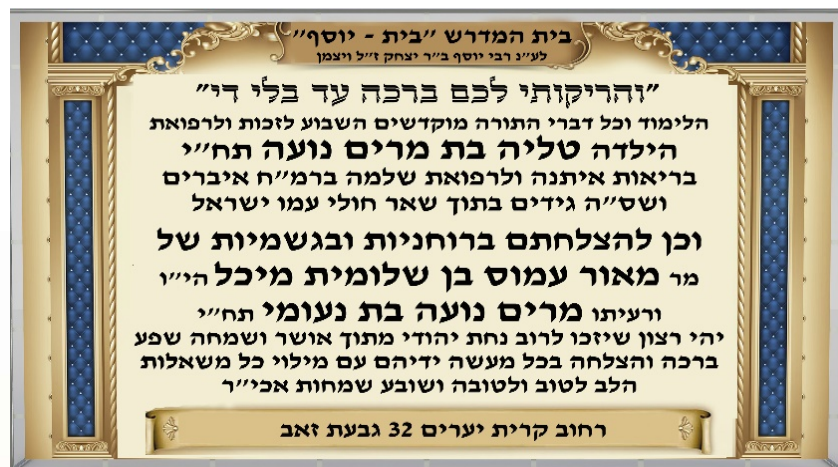 בית המדרש "בית - יוסף"
לע"נ רבי יוסף ב"ר יצחק ז"ל ויצמן
"והריקותי לכם ברכה עד בלי די"
הלימוד וכל דברי התורה מוקדשים השבוע לזכות ולרפואת
הילדה טליה בת מרים נועה תח"י
בריאות איתנה ולרפואת שלמה ברמ"ח איברים
ושס"ה גידים בתוך שאר חולי עמו ישראל
וכן להצלחתם ברוחניות ובגשמיות של
מר מאור עמוס בן שלומית מיכל הי"ו
ורעיתו מרים נועה בת נעומי תח"י
יהי רצון שיזכו לרוב נחת יהודי מתוך אושר ושמחה שפע
ברכה והצלחה בכל מעשה ידיהם עם מילוי כל משאלות
הלב לטוב ולטובה ושובע שמחות אכי"ר
רחוב קרית יערים 32 גבעת זאב